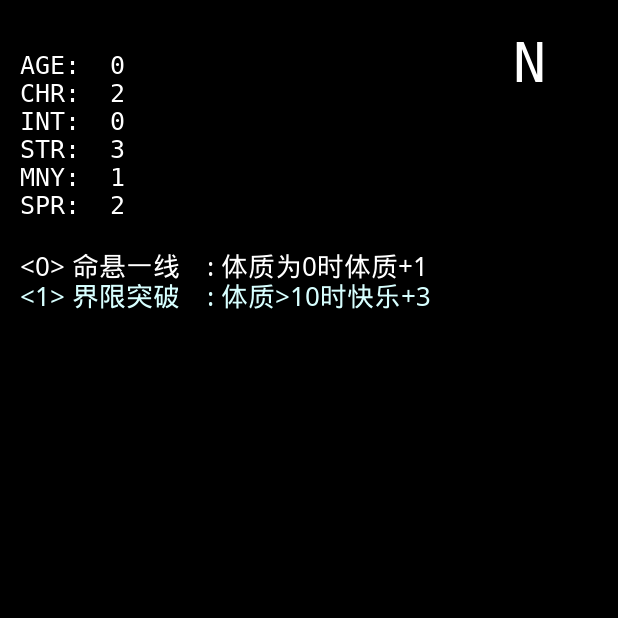 N
AGE: 0
CHR: 2
INT: 0
STR: 3
MNY: 1
SPR: 2
<0> 命悬一线 : 体质为0时体质+1
<1> 界限突破 : 体质>10时快乐+3